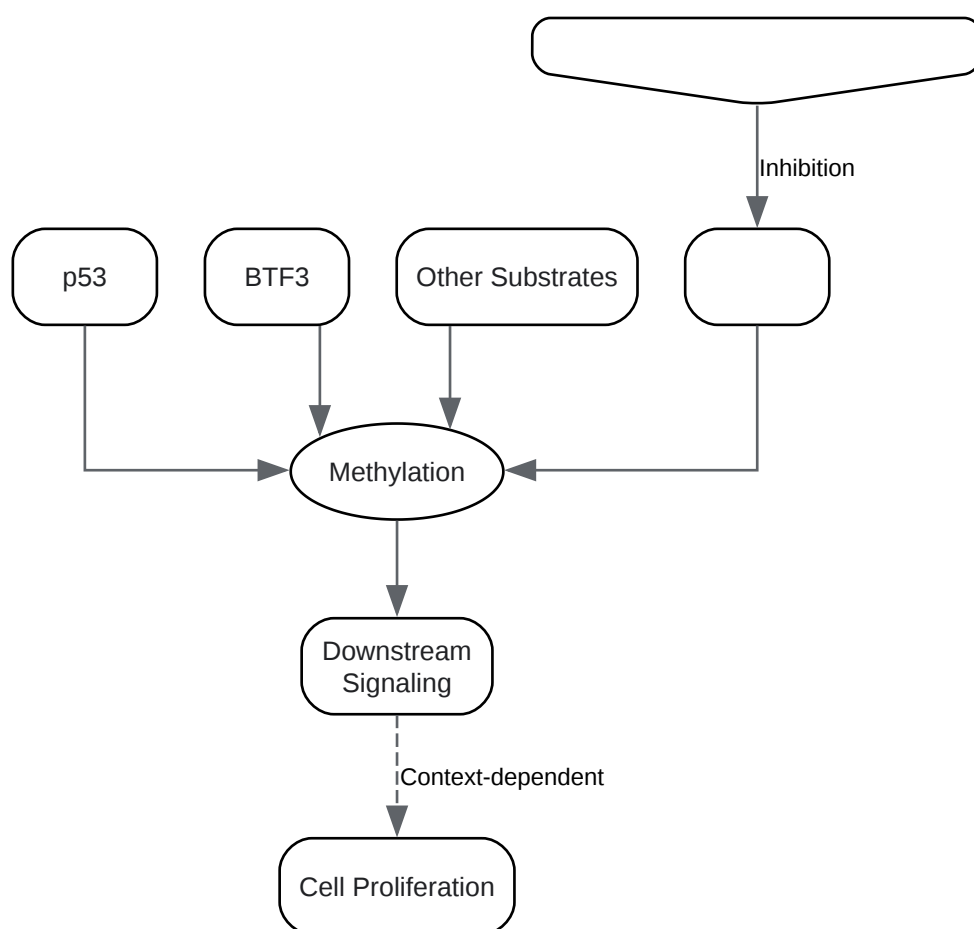 Inhibition
p53
BTF3
Other Substrates
Methylation
Downstream
Signaling
Context-dependent
Cell Proliferation